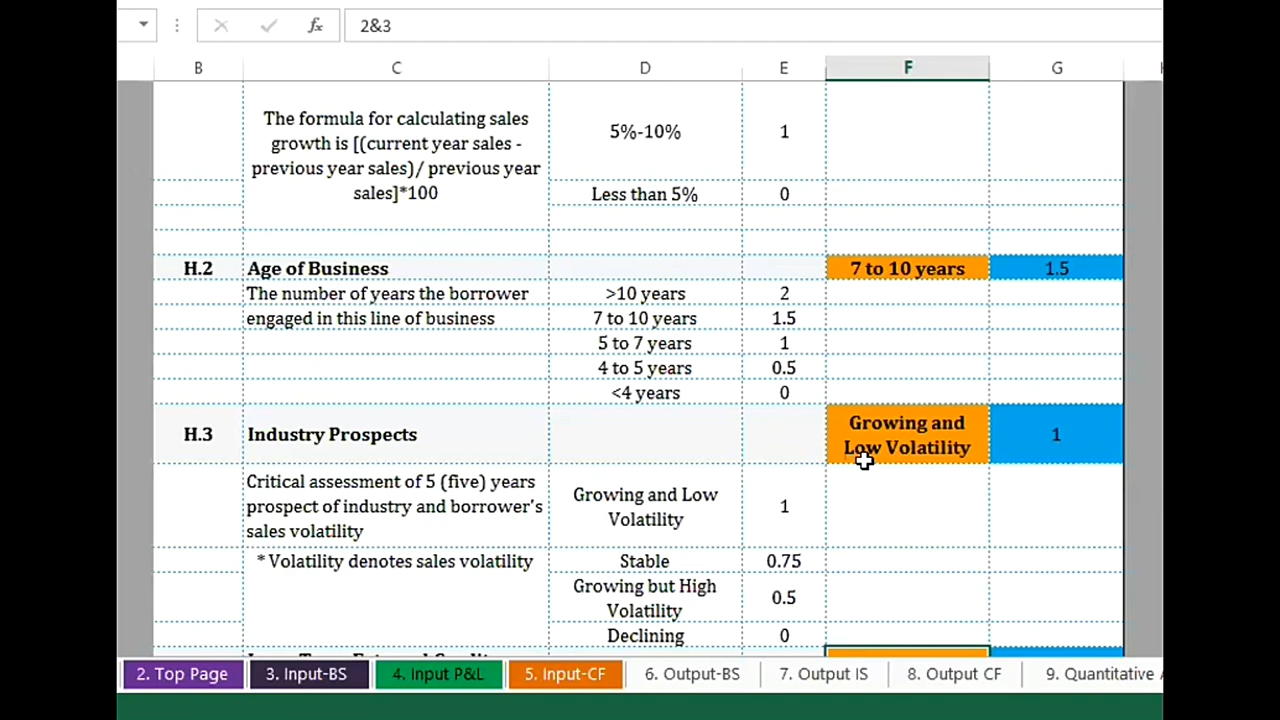 2&3
B C D E F G
The formula for calculating sales
growth is [(current year sales -
previous year sales)/ previous year
sales]*100
5%-10% 1
Less than 5% 0
H.2 Age of Business 7 to 10 years 1.5
The number of years the borrower >10 years 2
engaged in this line of business 7 to 10 years 1.5
5 to 7 years 1
4 to 5 years 0.5
<4 years 0
H.3 Industry Prospects Growing and
Low Volatility 1
Critical assessment of 5 (five) years
prospect of industry and borrower's
sales volatility
Growing and Low
Volatility 1
* Volatility denotes sales volatility Stable 0.75
Growing but High
Volatility 0.5
Declining 0
2. Top Page 3. Input-BS 4. Input P&L 5. Input-CF 6. Output-BS 7. Output IS 8. Output CF 9. Quantitative